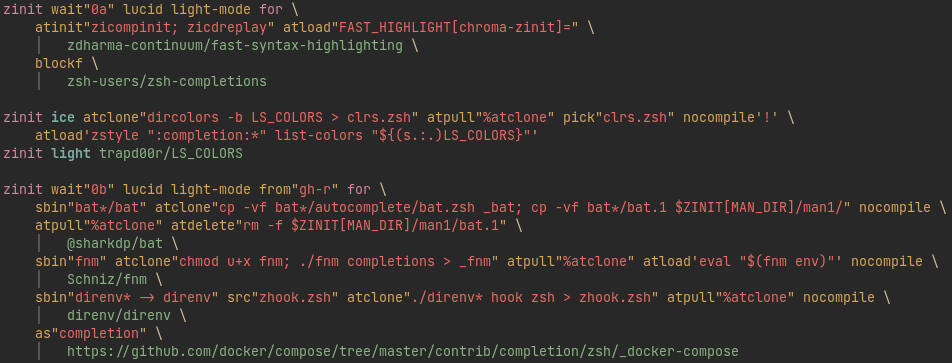 zinit wait"0a" lucid light-mode for \
atinit"zicompinit; zicdreplay" atload"FAST_HIGHLIGHT[chroma-zinit]=" \
zdharma-continuum/fast-syntax-highlighting \
blockf \
zsh-users/zsh-completions
zinit ice atclone"dircolors -b LS_COLORS > clrs.zsh" atpull"%atclone" pick"clrs.zsh" nocompile'!' \
atload'zstyle ":completion:*" list-colors "${(s.:.)LS_COLORS}"'
zinit light trapd00r/LS_COLORS
zinit wait"0b" lucid light-mode from"gh-r" for \
sbin"bat*/bat" atclone"cp -vf bat*/autocomplete/bat.zsh _bat; cp -vf bat*/bat.1 $ZINIT[MAN_DIR]/man1/" nocompile \
atpull"%atclone" atdelete"rm -f $ZINIT[MAN_DIR]/man1/bat.1" \
@sharkdp/bat \
sbin"fnm" atclone"chmod u+x fnm; ./fnm completions > _fnm" atpull"%atclone" atload'eval "$(fnm env)"' nocompile \
Schniz/fnm \
sbin"direnv* -> direnv" src"zhook.zsh" atclone"./direnv* hook zsh > zhook.zsh" atpull"%atclone" nocompile \
direnv/direnv \
as"completion" \
https://github.com/docker/compose/tree/master/contrib/completion/zsh/_docker-compose